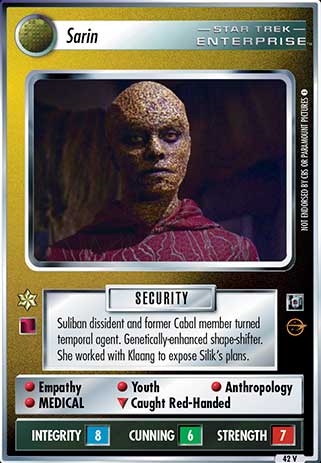 Sarin
STAR TREK
ENTERPRISE™
NOT ENDORSED BY CBS OR PARAMOUNT PICTURES
SECURITY
Suliban dissident and former Cabal member turned
temporal agent. Genetically-enhanced shape-shifter.
She worked with Klaang to expose Silik's plans.
Empathy Youth Anthropology
MEDICAL Caught Red-Handed
INTEGRITY 8 CUNNING 6 STRENGTH 7
42 V